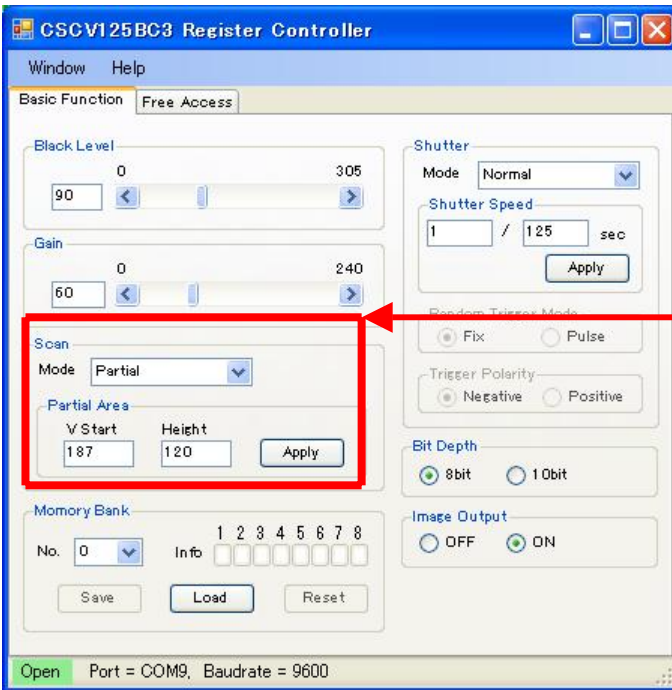 CSCV125BC3 Register Controller
Window Help
Basic Function Free Access
Black Level
0 305
90
Gain
0 240
60
Scan
Mode Partial
Partial Area
V Start Height
187 120 Apply
Momory Bank
1 2 3 4 5 6 7 8
No. 0 Info
Save Load Reset
Shutter
Mode Normal
Shutter Speed
1 / 125 sec
Apply
Random Trigger Mode
Fix Pulse
Trigger Polarity
Negative Positive
Bit Depth
8bit 10bit
Image Output
OFF ON
Open Port = COM9, Baudrate = 9600